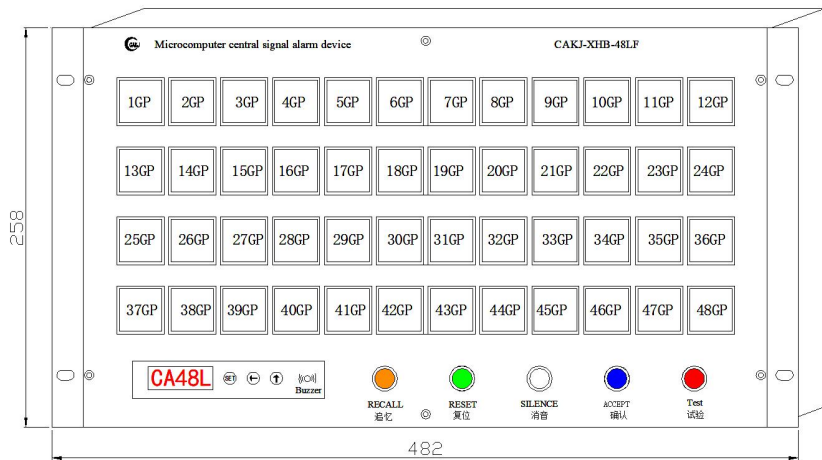 CAKJ Microcomputer central signal alarm device CAKJ-XHB-48LF
1GP 2GP 3GP 4GP 5GP 6GP 7GP 8GP 9GP 10GP 11GP 12GP
13GP 14GP 15GP 16GP 17GP 18GP 19GP 20GP 21GP 22GP 23GP 24GP
25GP 26GP 27GP 28GP 29GP 30GP 31GP 32GP 33GP 34GP 35GP 36GP
37GP 38GP 39GP 40GP 41GP 42GP 43GP 44GP 45GP 46GP 47GP 48GP
258
CA48L SET
Buzzer
RECALL RESET SILENCE ACCEPT Test
追忆 复位 消音 确认 试验
482